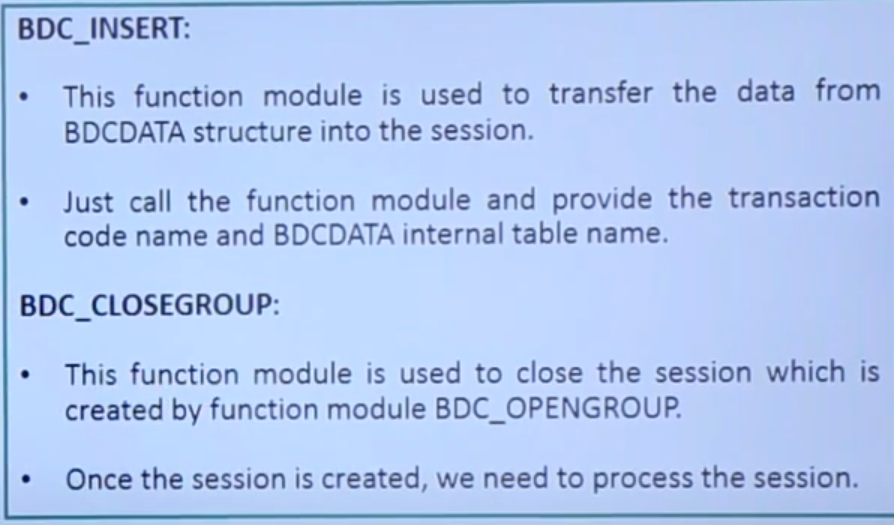 BDC_INSERT:
• This function module is used to transfer the data from
BDCDATA structure into the session.
• Just call the function module and provide the transaction
code name and BDCDATA internal table name.
BDC_CLOSEGROUP:
• This function module is used to close the session which is
created by function module BDC_OPENGROUP.
• Once the session is created, we need to process the session.